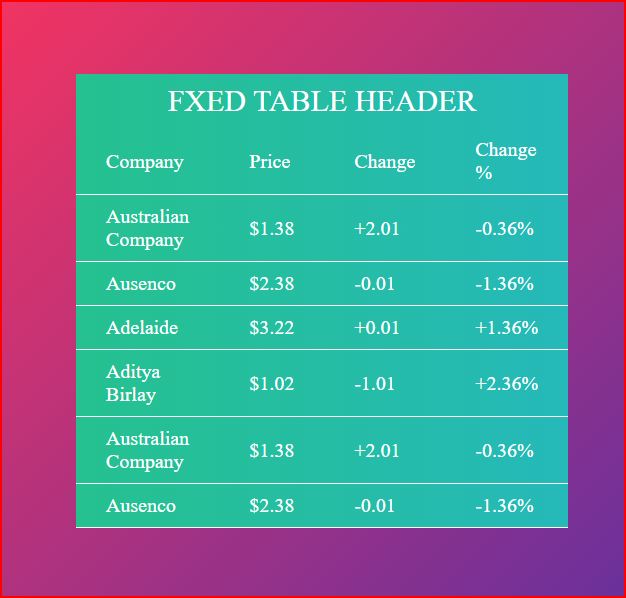 FXED TABLE HEADER
Company Price Change Change %
Australian Company $1.38 +2.01 -0.36%
Ausenco $2.38 -0.01 -1.36%
Adelaide $3.22 +0.01 +1.36%
Aditya Birlay $1.02 -1.01 +2.36%
Australian Company $1.38 +2.01 -0.36%
Ausenco $2.38 -0.01 -1.36%